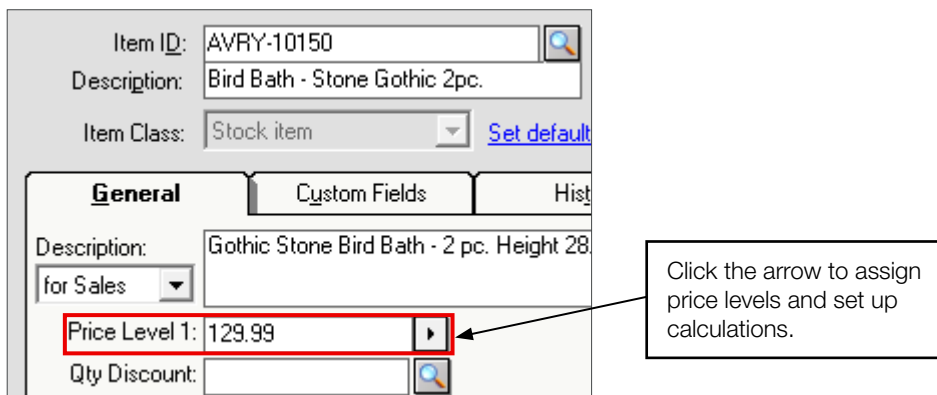 Item ID: AVRY-10150
Description: Bird Bath - Stone Gothic 2pc.
Item Class: Stock item Set default
General Custom Fields Hist
Description: Gothic Stone Bird Bath - 2 pc. Height 28.
for Sales
Price Level 1: 129.99
Qty Discount:
Click the arrow to assign
price levels and set up
calculations.